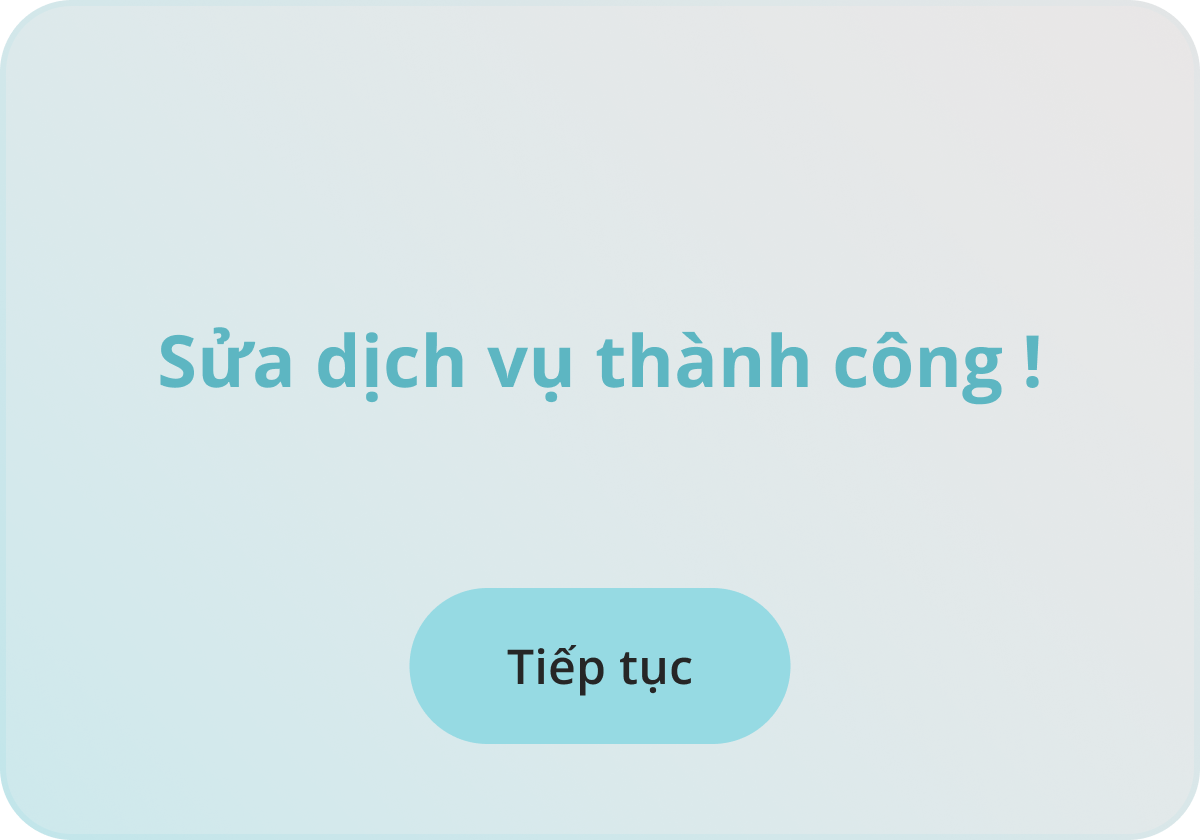 Sửa dịch vụ thành công !
Tiếp tục